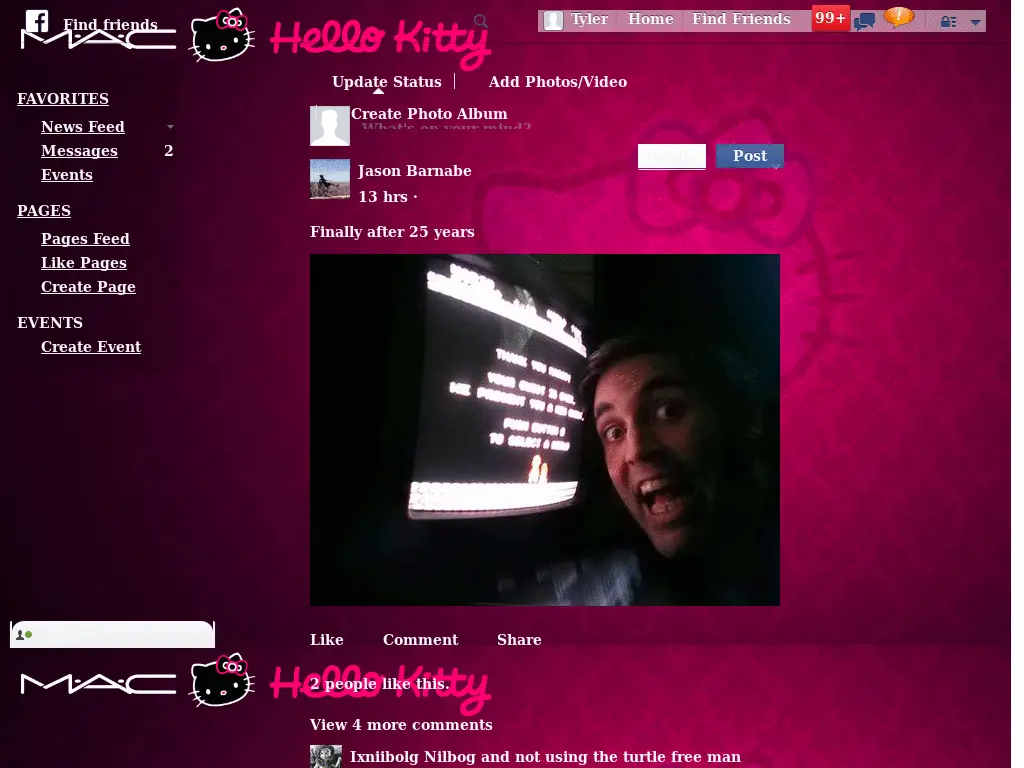 Find friends
MAC
Hello Kitty
Tyler
Home
Find Friends
99+
!
Update Status
Add Photos/Video
Create Photo Album
What's on your mind?
Post
FAVORITES
News Feed
Messages 2
Events
PAGES
Pages Feed
Like Pages
Create Page
EVENTS
Create Event
Jason Barnabe
13 hrs ·
Finally after 25 years
THANK YOU MARIO!
YOUR QUEST IS OVER.
WE PRESENT YOU A NEW QUEST.
PUSH BUTTON B
TO SELECT A WORLD
Like Comment Share
MAC
Hello Kitty
2 people like this.
View 4 more comments
Ixniibolg Nilbog and not using the turtle free man